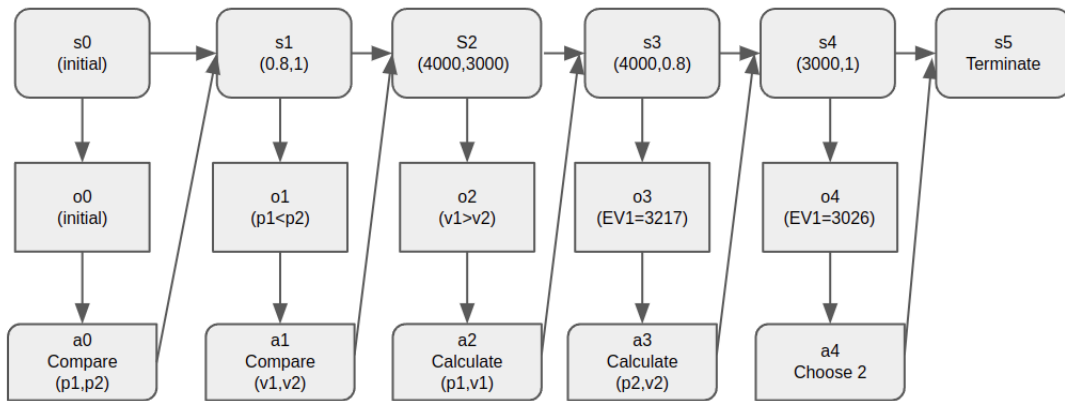 s0
(initial)
s1
(0.8,1)
S2
(4000,3000)
s3
(4000,0.8)
s4
(3000,1)
s5
Terminate
o0
(initial)
o1
(p1<p2)
o2
(v1>v2)
o3
(EV1=3217)
o4
(EV1=3026)
a0
Compare
(p1,p2)
a1
Compare
(v1,v2)
a2
Calculate
(p1,v1)
a3
Calculate
(p2,v2)
a4
Choose 2